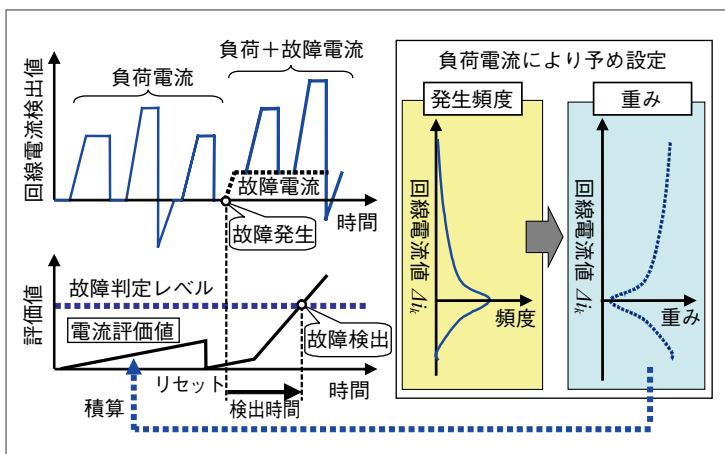 負荷電流
負荷+故障電流
回線電流検出値
故障電流
時間
故障発生
故障判定レベル
評価値
電流評価値
故障検出
リセット
時間
積算
検出時間
負荷電流により予め設定
発生頻度
重み
回線電流値 Δiₖ
頻度
回線電流値 Δiₖ
重み